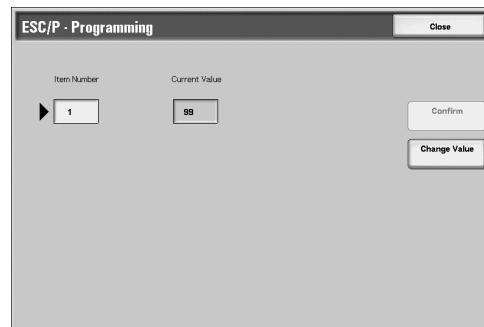 ESC/P - Programming
Close
Item Number
Current Value
1
99
Confirm
Change Value